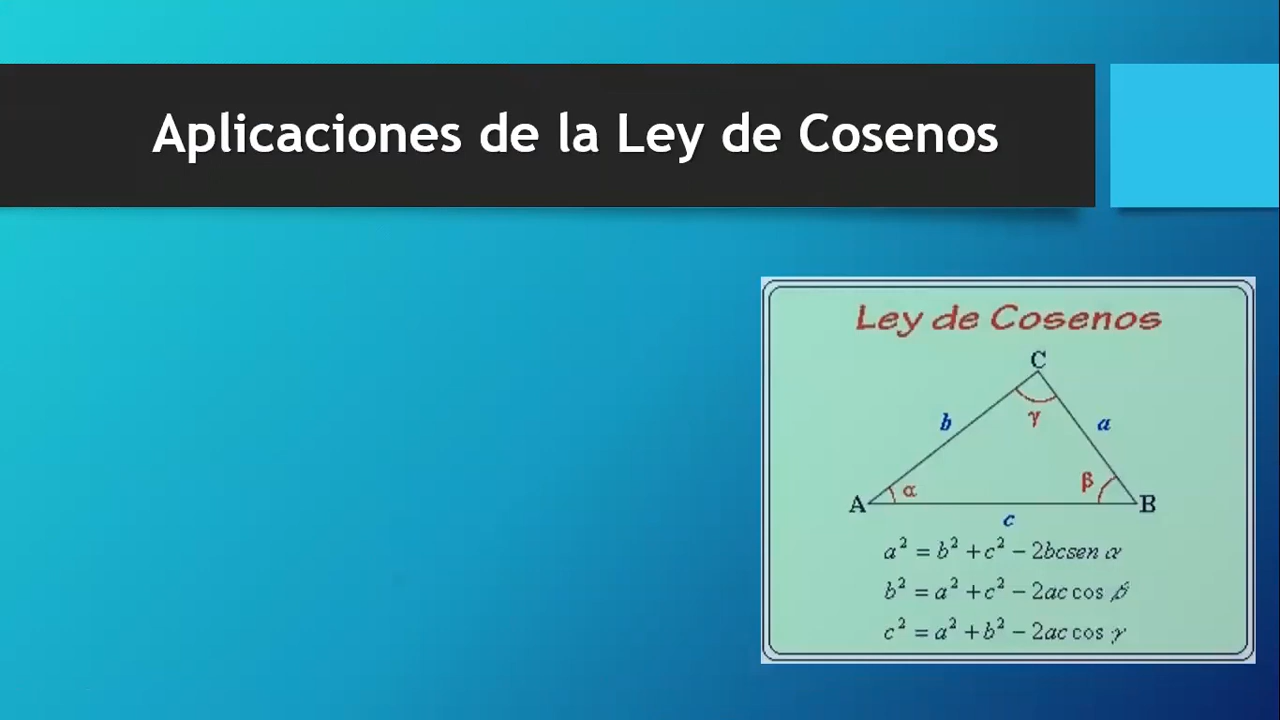 Aplicaciones de la Ley de Cosenos
Ley de Cosenos
C
b
γ
a
A
α
β
B
c
a² = b² + c² − 2bcsen α
b² = a² + c² − 2ac cos β
c² = a² + b² − 2ac cos γ